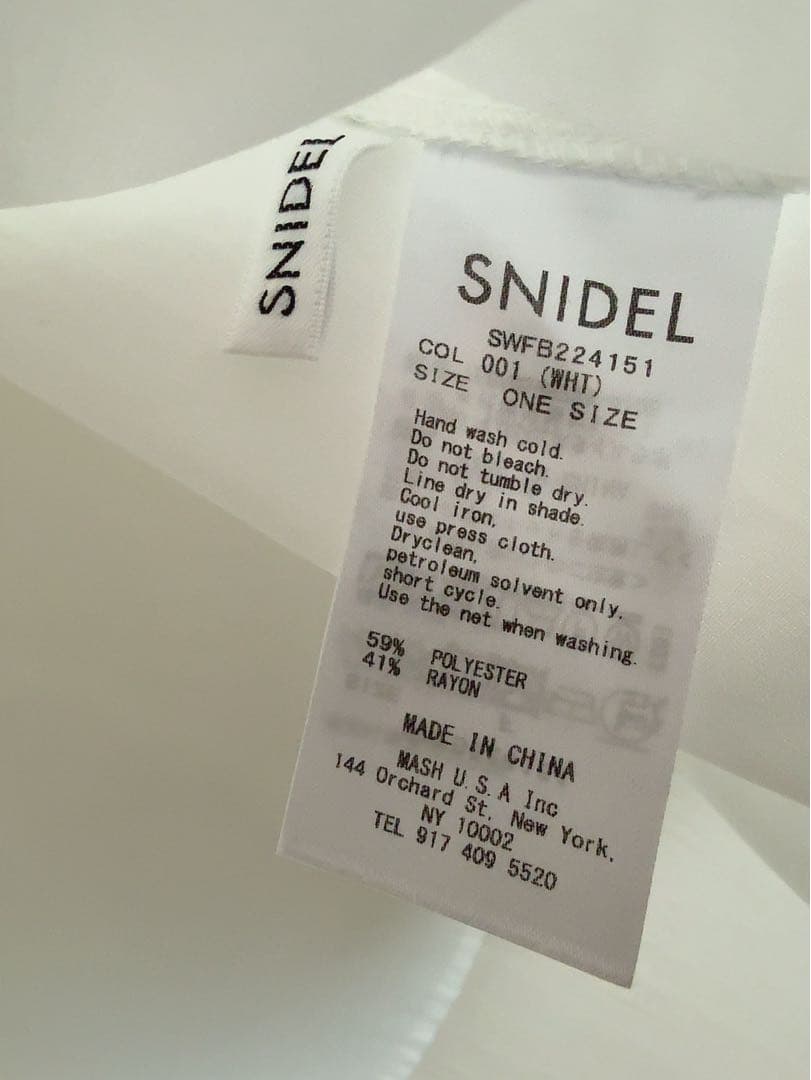 SNIDEL
SNIDEL
SWFB224151
COL 001 (WHT)
SIZE ONE SIZE
Hand wash cold.
Do not bleach.
Do not tumble dry.
Line dry in shade.
Cool iron,
use press cloth.
Dryclean,
petroleum solvent only,
short cycle.
Use the net when washing.
59% POLYESTER
41% RAYON
MADE IN CHINA
MASH U.S.A Inc
144 Orchard St, New York,
NY 10002
TEL 917 409 5520